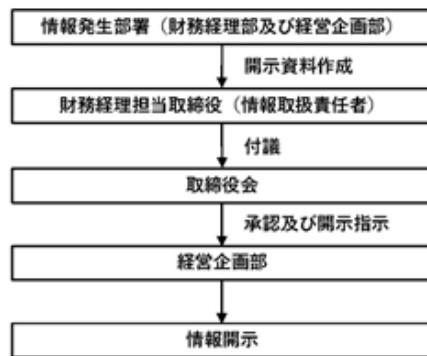 情報発生部署（財務経理部及び経営企画部）
開示資料作成
財務経理担当取締役（情報取扱責任者）
付議
取締役会
承認及び開示指示
経営企画部
情報開示